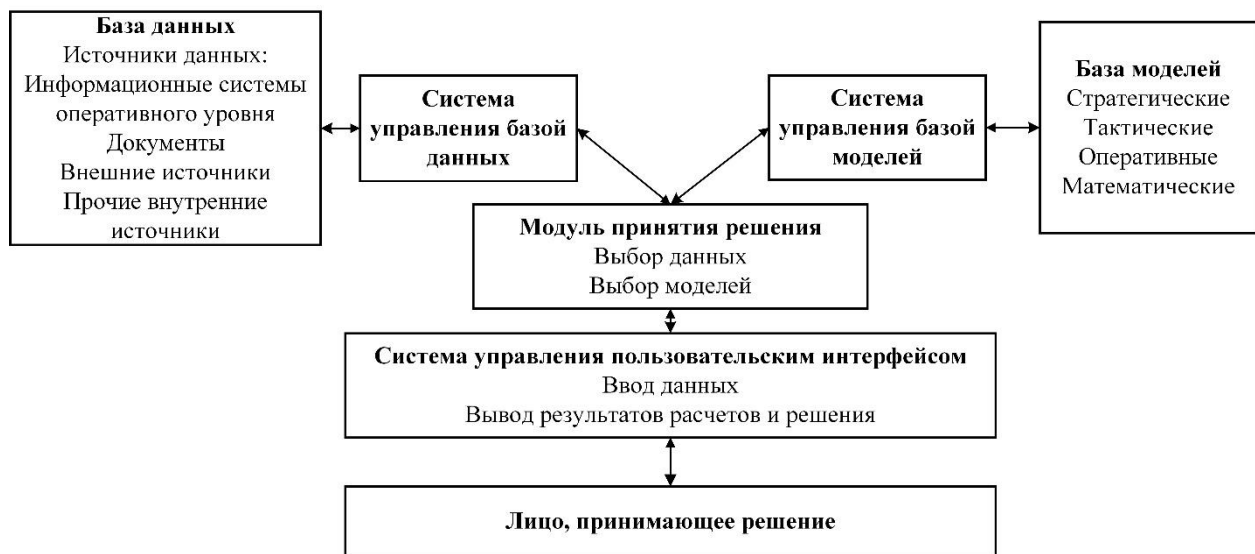 База данных
Источники данных:
Информационные системы
оперативного уровня
Документы
Внешние источники
Прочие внутренние
источники
Система
управления базой
данных
Система
управления базой
моделей
База моделей
Стратегические
Тактические
Оперативные
Математические
Модуль принятия решения
Выбор данных
Выбор моделей
Система управления пользовательским интерфейсом
Ввод данных
Вывод результатов расчетов и решения
Лицо, принимающее решение